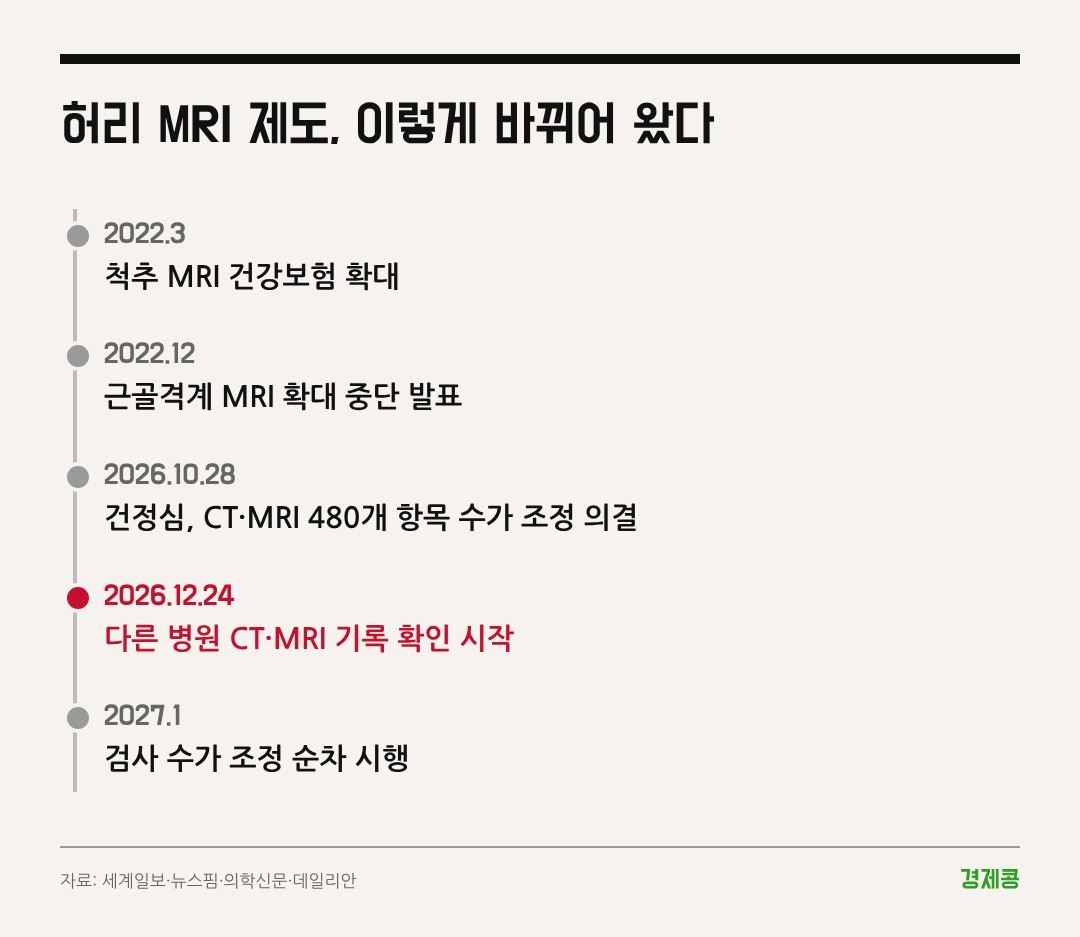 허리 MRI 제도, 이렇게 바뀌어 왔다
2022.3
척추 MRI 건강보험 확대
2022.12
근골격계 MRI 확대 중단 발표
2026.10.28
건정심, CT·MRI 480개 항목 수가 조정 의결
2026.12.24
다른 병원 CT·MRI 기록 확인 시작
2027.1
검사 수가 조정 순차 시행
자료: 세계일보·뉴스핌·의학신문·데일리안
경제콩